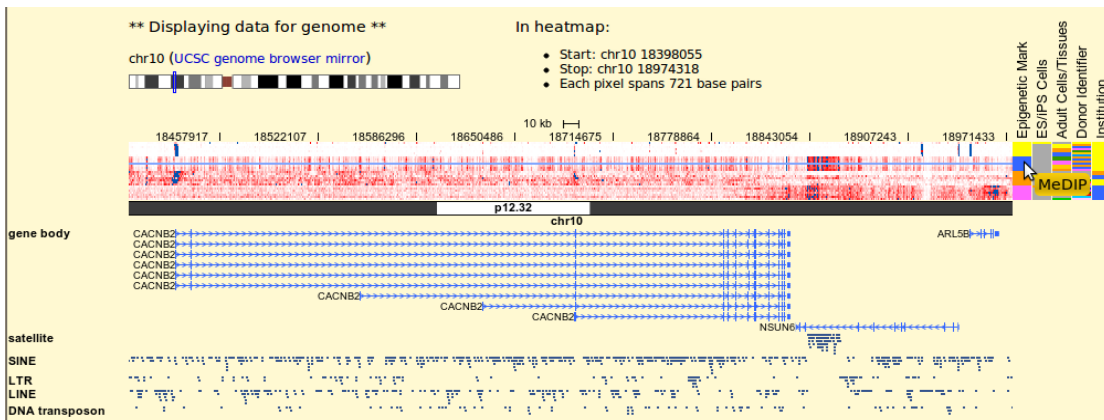 ** Displaying data for genome **
In heatmap:
chr10 (UCSC genome browser mirror)
Start: chr10 18398055
Stop: chr10 18974318
Each pixel spans 721 base pairs
10 kb
18457917 18522107 18586296 18650486 18714675 18778864 18843054 18907243 18971433
Epigenetic Mark
ES/iPS Cells
Adult Cells/Tissues
Donor Identifier
Institution
MeDIP
p12.32
chr10
gene body
CACNB2
ARL5B
CACNB2
CACNB2
CACNB2
CACNB2
CACNB2
CACNB2
CACNB2
CACNB2
NSUN6
satellite
SINE
LTR
LINE
DNA transposon